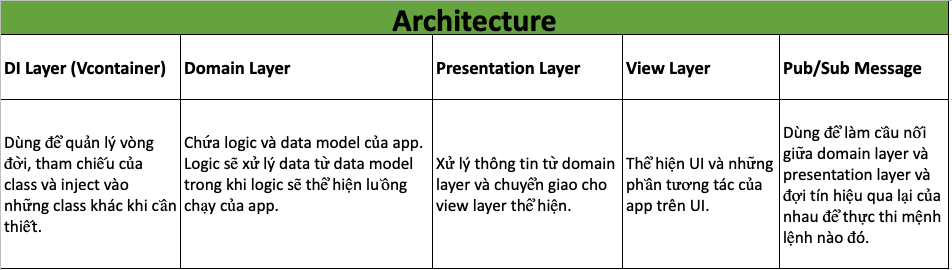 Architecture
DI Layer (Vcontainer)
Domain Layer
Presentation Layer
View Layer
Pub/Sub Message
Dùng để quản lý vòng
đời, tham chiếu của
class và inject vào
những class khác khi cần
thiết.
Chứa logic và data model của app.
Logic sẽ xử lý data từ data model
trong khi logic sẽ thể hiện luồng
chạy của app.
Xử lý thông tin từ domain
layer và chuyển giao cho
view layer thể hiện.
Thể hiện UI và những
phần tương tác của
app trên UI.
Dùng để làm cầu nối
giữa domain layer và
presentation layer và
đợi tín hiệu qua lại của
nhau để thực thi mệnh
lệnh nào đó.